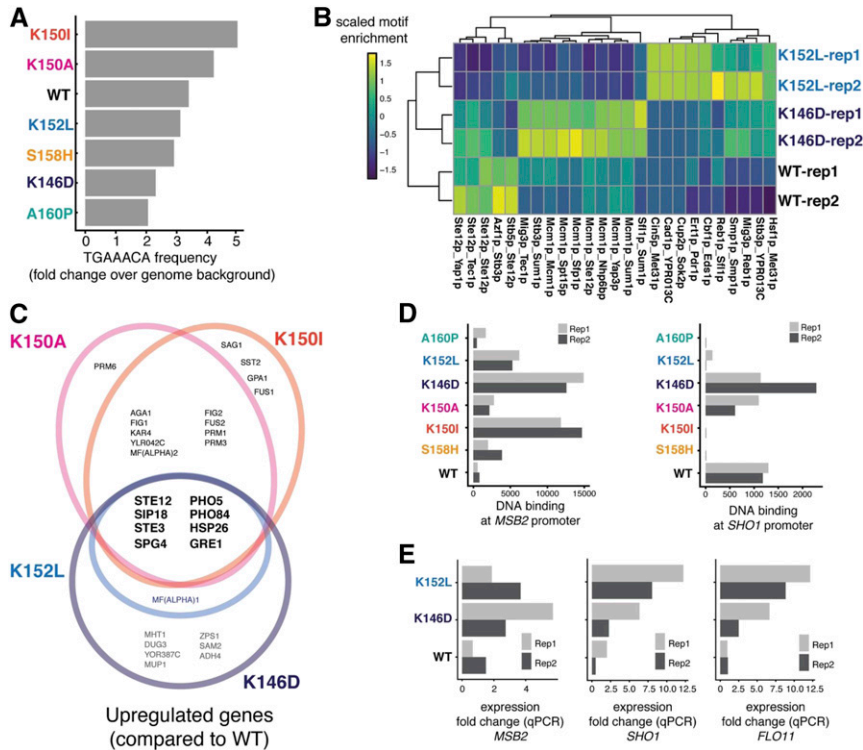 A
K150I
K150A
WT
K152L
S158H
K146D
A160P
0 1 2 3 4 5
TGAAACA frequency
(fold change over genome background)
B
scaled motif
enrichment
1.5
1
0.5
0
−0.5
−1
−1.5
K152L-rep1
K152L-rep2
K146D-rep1
K146D-rep2
WT-rep1
WT-rep2
Ste12p_Yap1p
Ste12p_Tec1p
Ste12p_Ste12p
Azf1p_Stb3p
Stb5p_Ste12p
Mig3p_Tec1p
Stb3p_Sum1p
Mcm1p_Mcm1p
Mcm1p_Spt15p
Mcm1p_Sfp1p
Mcm1p_Ste12p
Mcm1p_Nhp6bp
Mcm1p_Yap3p
Mcm1p_Sum1p
Sfl1p_Sum1p
Cin5p_Met31p
Cad1p_YPR013C
Cup2p_Sok2p
Ert1p_Pdr1p
Cbf1p_Eds1p
Reb1p_Sfl1p
Smp1p_Smp1p
Mig3p_Reb1p
Stb3p_YPR013C
Hsf1p_Met31p
C
K150A
K150I
PRM6
SAG1
SST2
GPA1
FUS1
AGA1
FIG1
KAR4
YLR042C
MF(ALPHA)2
FIG2
FUS2
PRM1
PRM3
STE12 PHO5
SIP18 PHO84
STE3 HSP26
SPG4 GRE1
K152L
MF(ALPHA)1
MHT1
DUG3
YOR387C
MUP1
ZPS1
SAM2
ADH4
K146D
Upregulated genes
(compared to WT)
D
A160P
K152L
K146D
K150A
K150I
S158H
WT
Rep1
Rep2
0 5000 10000 15000
DNA binding
at MSB2 promoter
A160P
K152L
K146D
K150A
K150I
S158H
WT
Rep1
Rep2
0 500 1000 1500 2000
DNA binding
at SHO1 promoter
E
K152L
K146D
WT
Rep1
Rep2
0 2 4
expression
fold change (qPCR)
MSB2
Rep1
Rep2
0 2.5 5.0 7.5 10.0 12.5
expression
fold change (qPCR)
SHO1
Rep1
Rep2
0 2.5 5.0 7.5 10.0 12.5
expression
fold change (qPCR)
FLO11